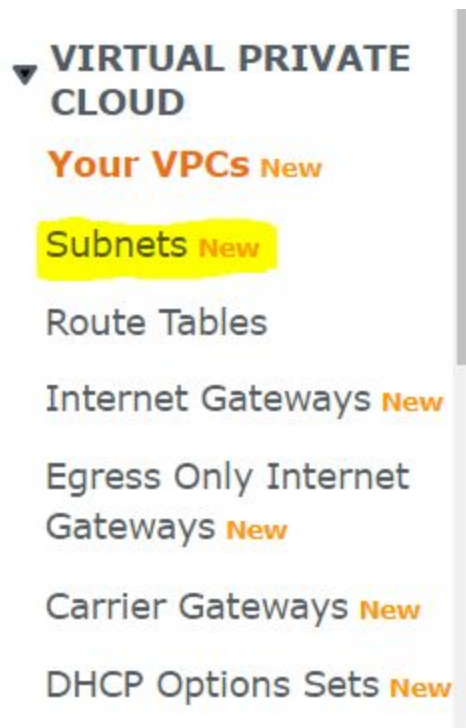 VIRTUAL PRIVATE
CLOUD
Your VPCs New
Subnets New
Route Tables
Internet Gateways New
Egress Only Internet
Gateways New
Carrier Gateways New
DHCP Options Sets New